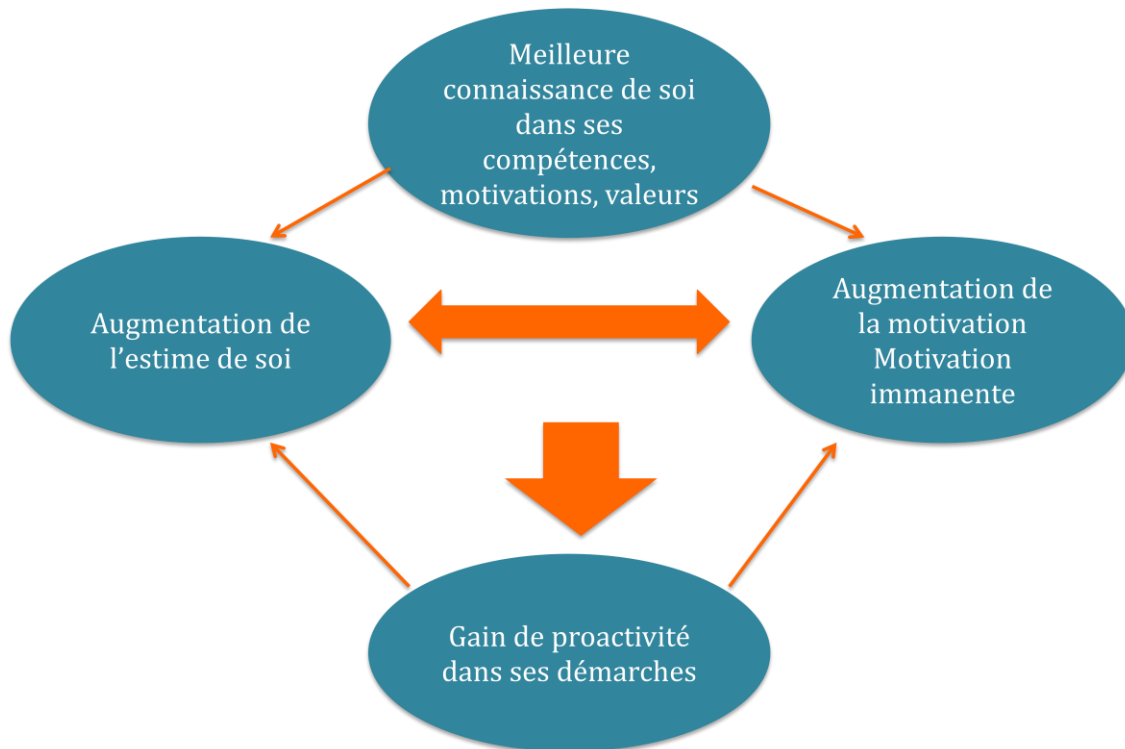 Meilleure
connaissance de soi
dans ses
compétences,
motivations, valeurs
Augmentation de
l’estime de soi
Augmentation de
la motivation
Motivation
immanente
Gain de proactivité
dans ses démarches